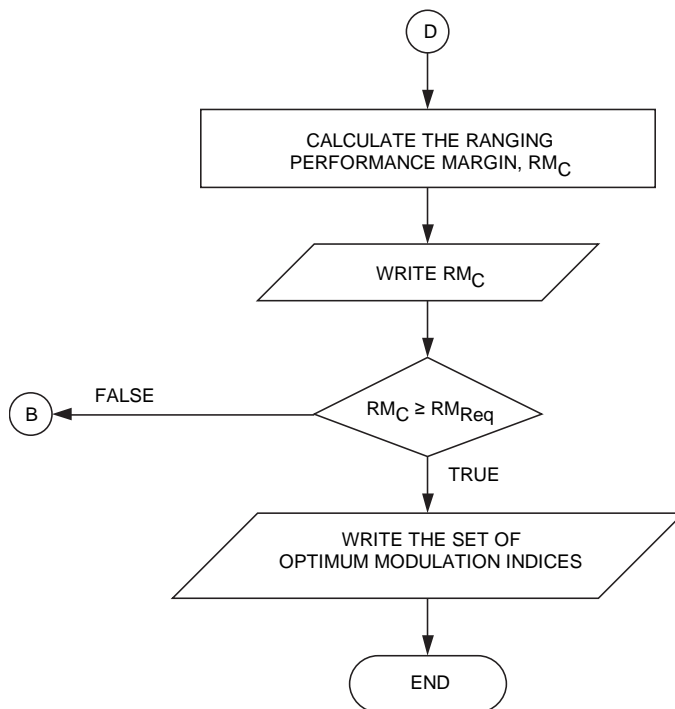 D
CALCULATE THE RANGING
PERFORMANCE MARGIN, RMC
WRITE RMC
FALSE
B
RMC ≥ RMReq
TRUE
WRITE THE SET OF
OPTIMUM MODULATION INDICES
END